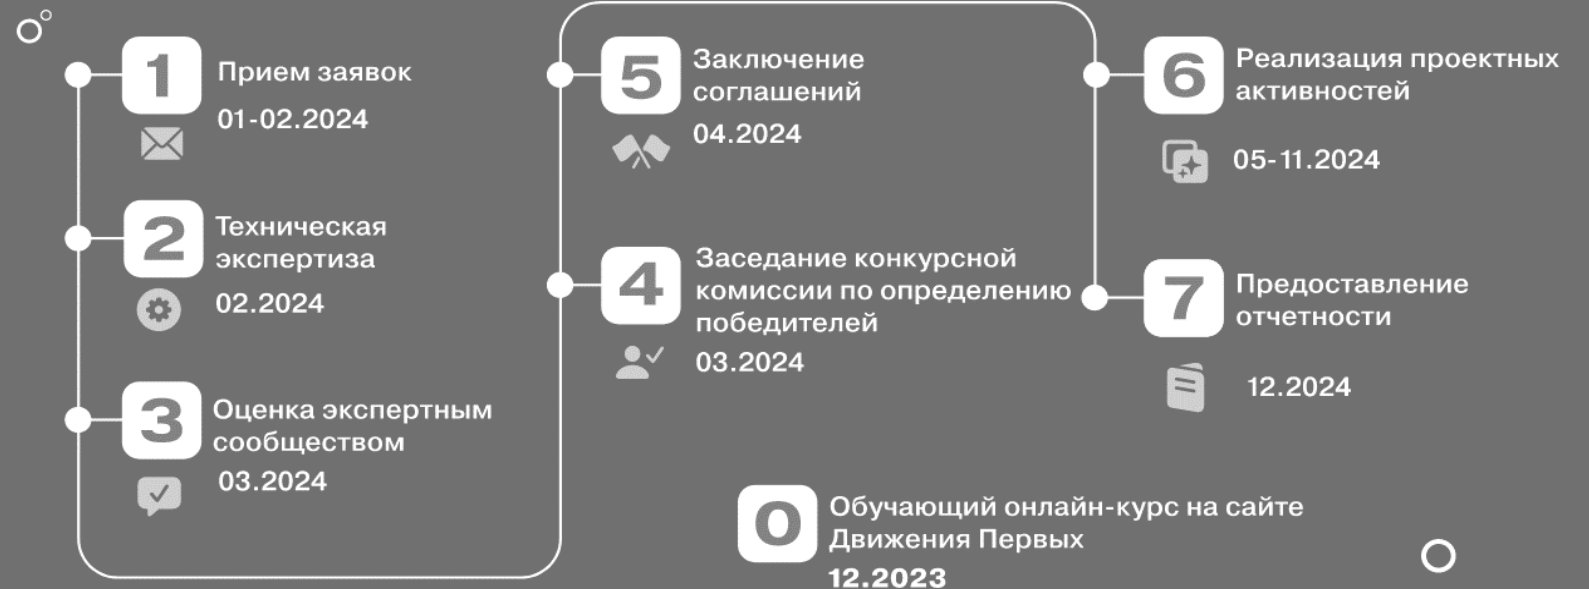 1
Прием заявок
01-02.2024
2
Техническая
экспертиза
02.2024
3
Оценка экспертным
сообществом
03.2024
4
Заседание конкурсной
комиссии по определению
победителей
03.2024
5
Заключение
соглашений
04.2024
6
Реализация проектных
активностей
05-11.2024
7
Предоставление
отчетности
12.2024
0
Обучающий онлайн-курс на сайте
Движения Первых
12.2023